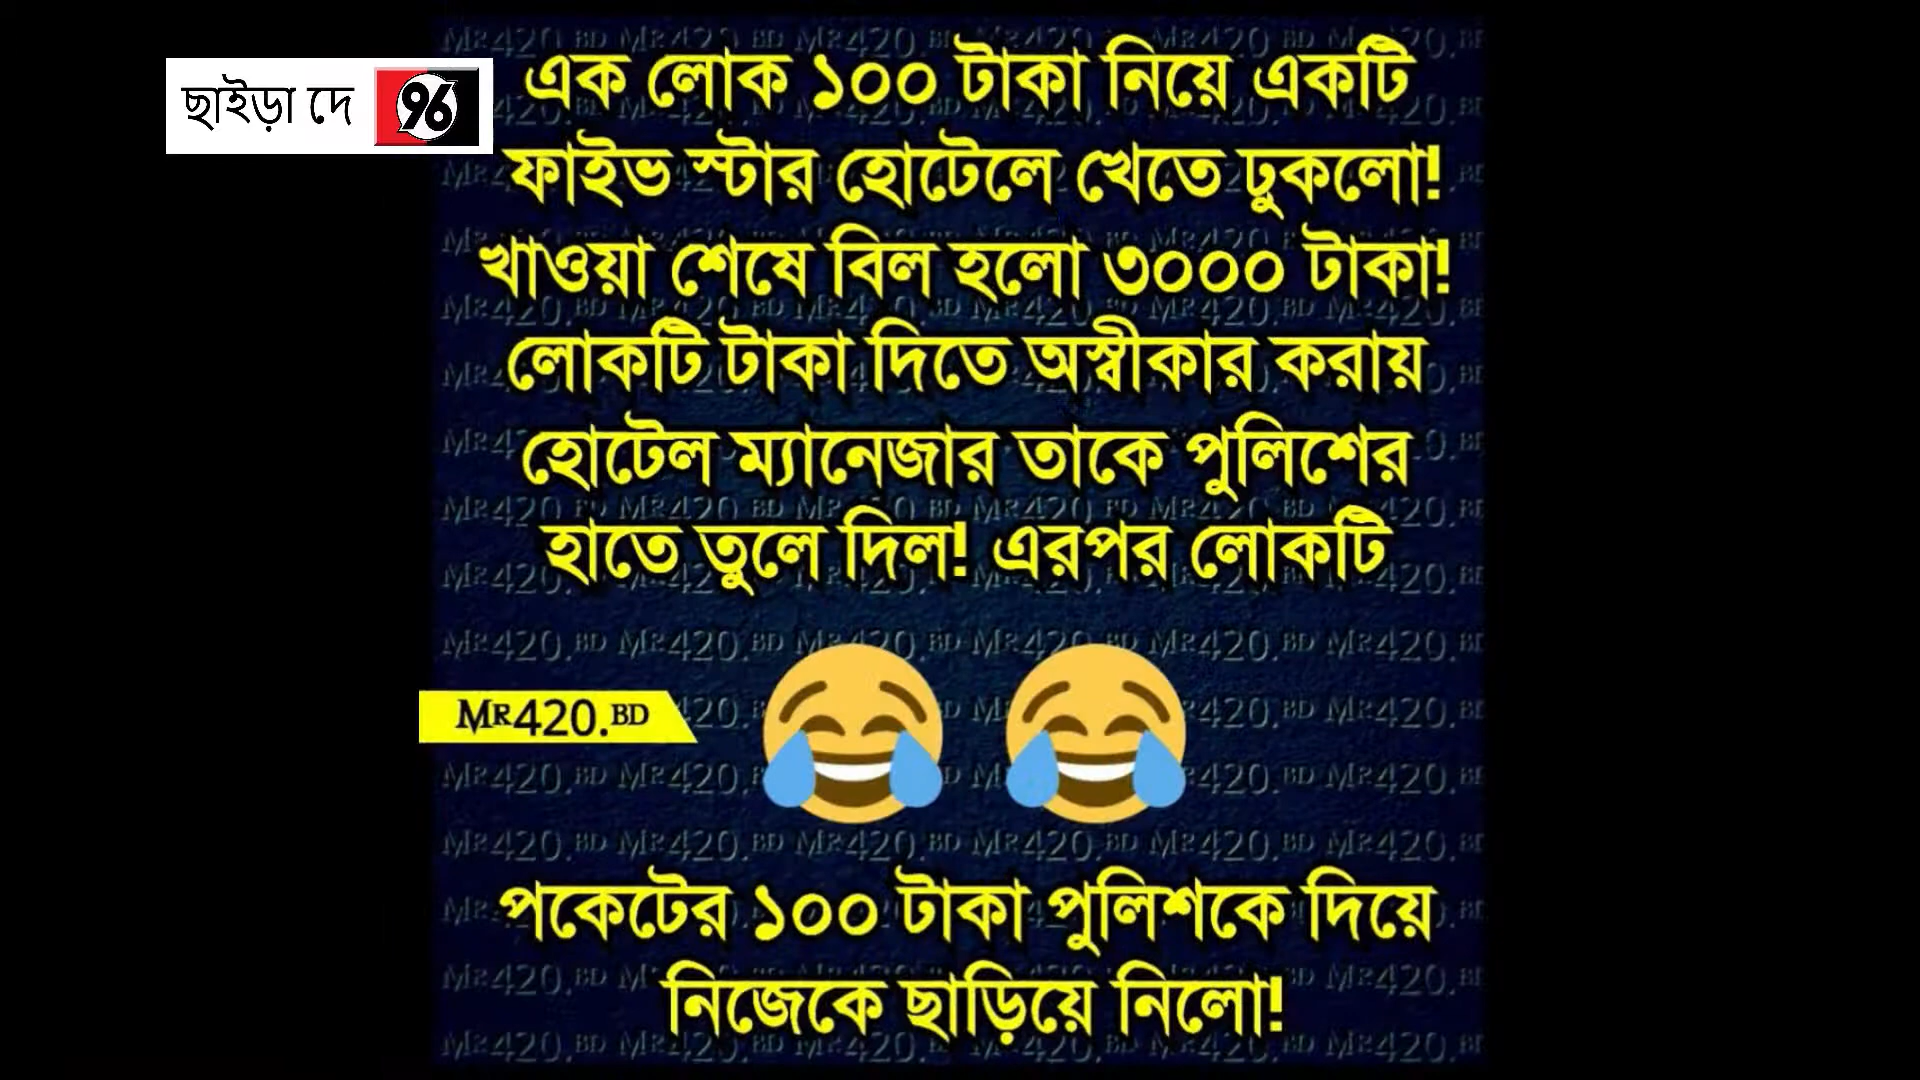 ছাইড়া দে 96
এক লোক ১০০ টাকা নিয়ে একটি
ফাইভ স্টার হোটেলে খেতে ঢুকলো!
খাওয়া শেষে বিল হলো ৩০০০ টাকা!
লোকটি টাকা দিতে অস্বীকার করায়
হোটেল ম্যানেজার তাকে পুলিশের
হাতে তুলে দিল! এরপর লোকটি
MR420.BD
পকেটের ১০০ টাকা পুলিশকে দিয়ে
নিজেকে ছাড়িয়ে নিলো!